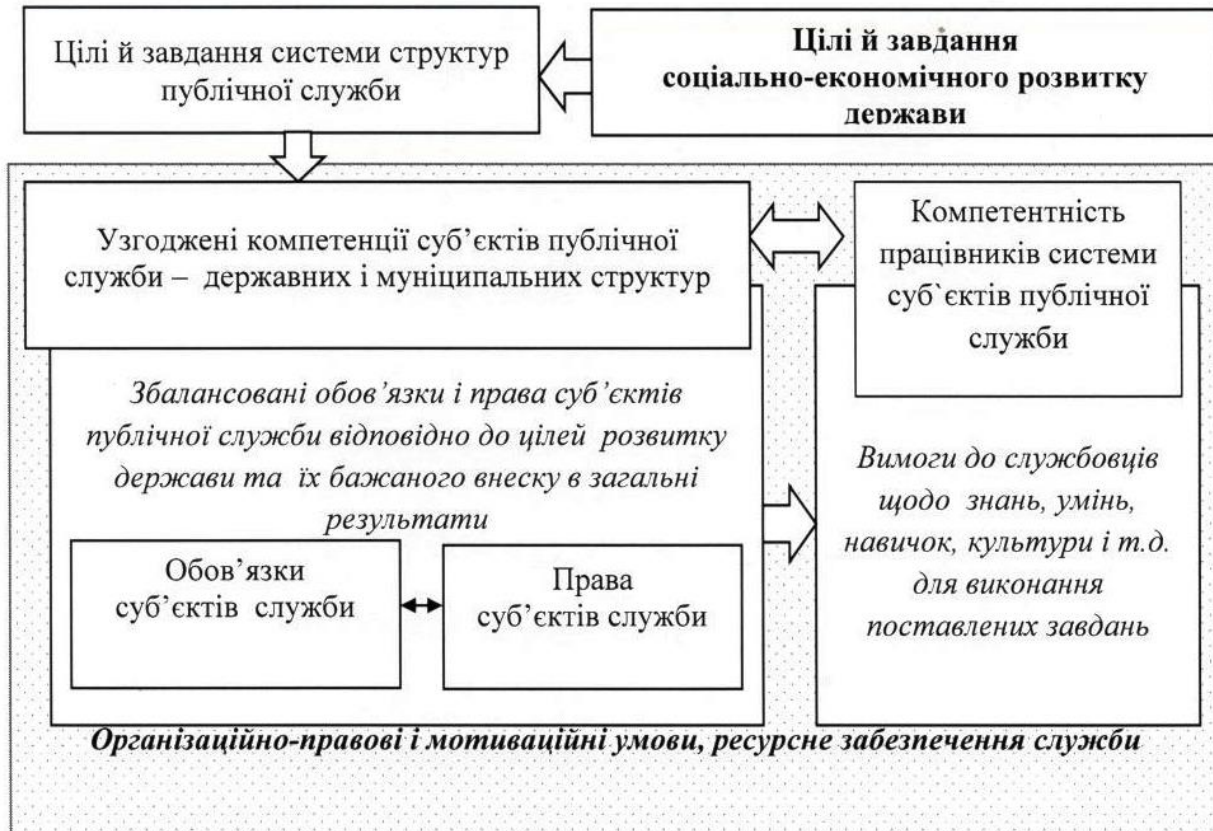 Цілі й завдання системи структур
публічної служби
Цілі й завдання
соціально-економічного розвитку
держави
Узгоджені компетенції суб’єктів публічної
служби – державних і муніципальних структур
Компетентність
працівників системи
суб`єктів публічної
служби
Збалансовані обов’язки і права суб’єктів
публічної служби відповідно до цілей розвитку
держави та їх бажаного внеску в загальні
результати
Обов’язки
суб’єктів служби
Права
суб’єктів служби
Вимоги до службовців
щодо знань, умінь,
навичок, культури і т.д.
для виконання
поставлених завдань
Організаційно-правові і мотиваційні умови, ресурсне забезпечення служби